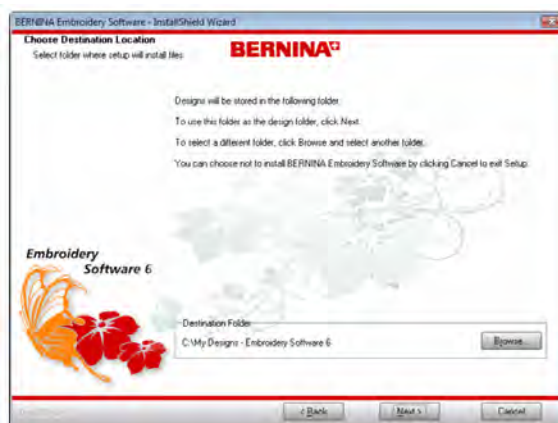 BERNINA Embroidery Software - InstallShield Wizard
Choose Destination Location
Select folder where setup will install files.
BERNINA
Designs will be stored in the following folder.
To use this folder as the design folder, click Next.
To select a different folder, click Browse and select another folder.
You can choose not to install BERNINA Embroidery Software by clicking Cancel to exit Setup.
Embroidery
Software 6
Destination Folder
C:\My Designs - Embroidery Software 6
Browse...
< Back
Next >
Cancel